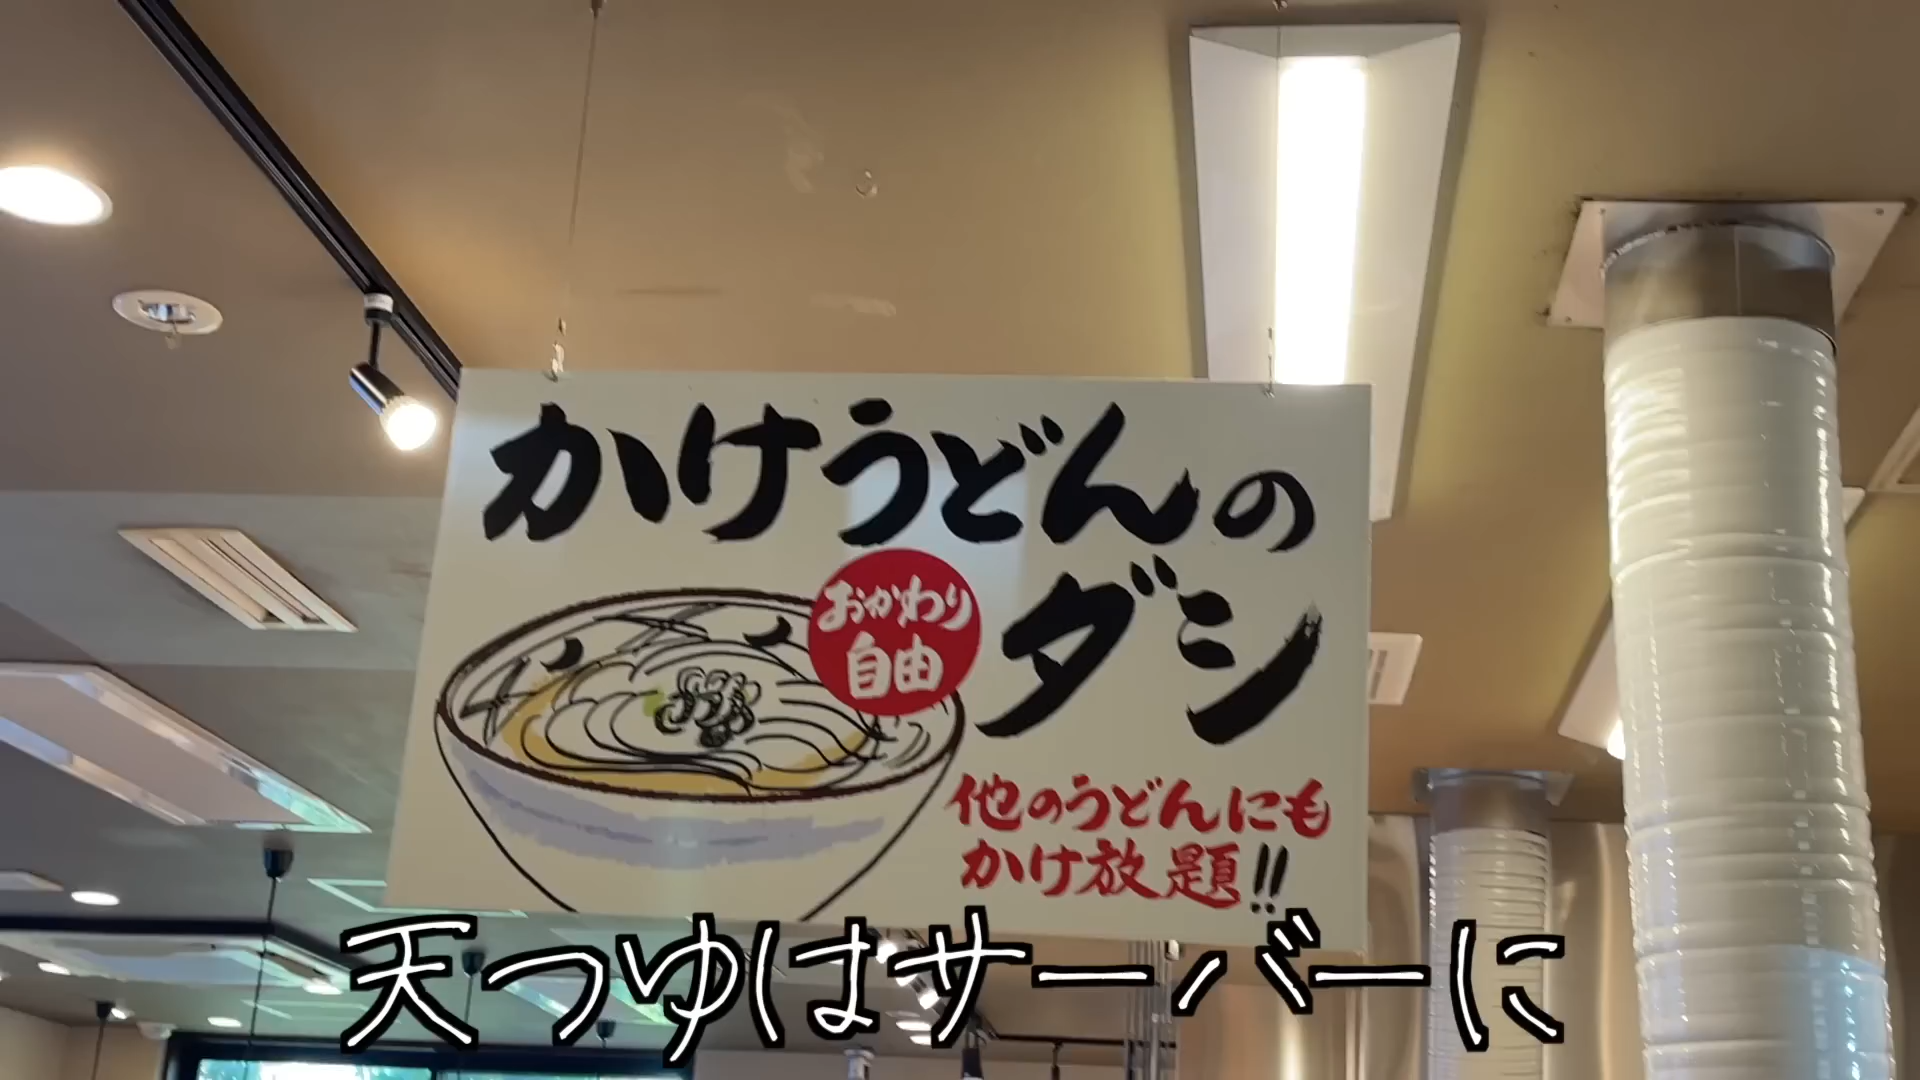 かけうどんの
ダシ
おかわり
自由
他のうどんにも
かけ放題!!
天つゆはサーバーに